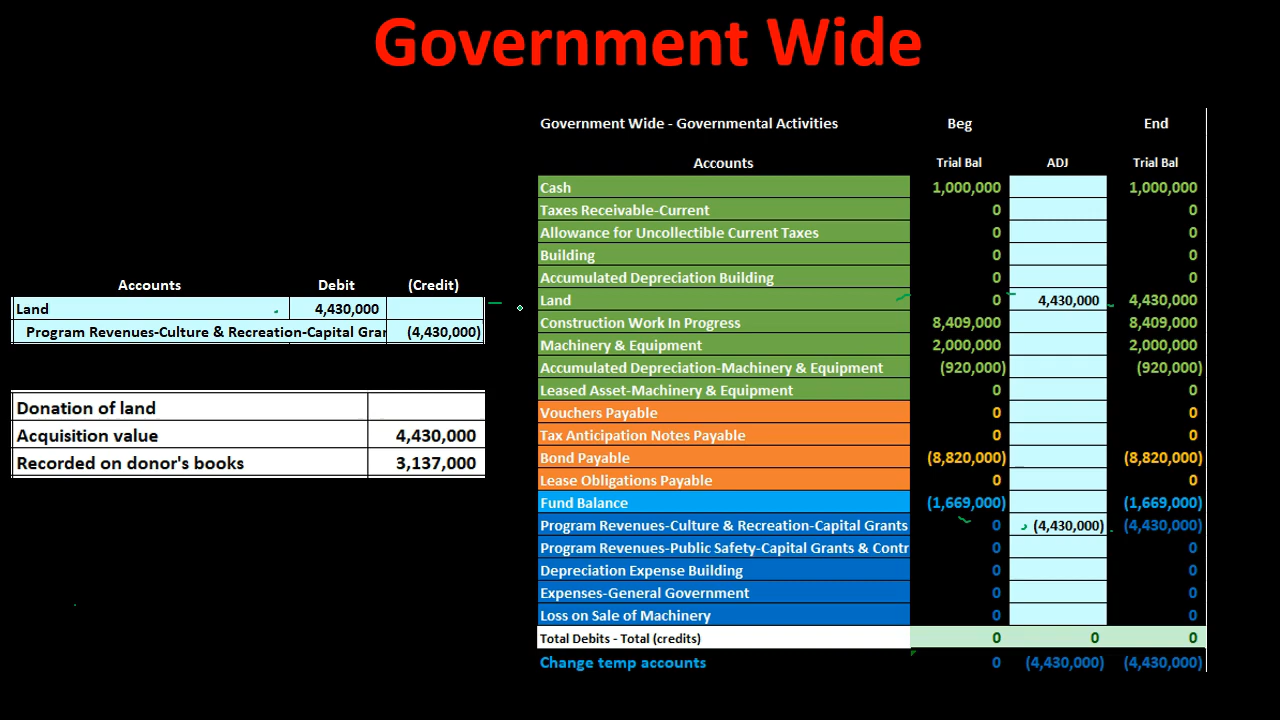 Government Wide
Accounts Debit (Credit)
Land 4,430,000
Program Revenues-Culture & Recreation-Capital Grar (4,430,000)
Donation of land
Acquisition value 4,430,000
Recorded on donor's books 3,137,000
Government Wide - Governmental Activities Beg End
Accounts Trial Bal ADJ Trial Bal
Cash 1,000,000 1,000,000
Taxes Receivable-Current 0 0
Allowance for Uncollectible Current Taxes 0 0
Building 0 0
Accumulated Depreciation Building 0 0
Land 0 4,430,000 4,430,000
Construction Work In Progress 8,409,000 8,409,000
Machinery & Equipment 2,000,000 2,000,000
Accumulated Depreciation-Machinery & Equipment (920,000) (920,000)
Leased Asset-Machinery & Equipment 0 0
Vouchers Payable 0 0
Tax Anticipation Notes Payable 0 0
Bond Payable (8,820,000) (8,820,000)
Lease Obligations Payable 0 0
Fund Balance (1,669,000) (1,669,000)
Program Revenues-Culture & Recreation-Capital Grants 0 (4,430,000) (4,430,000)
Program Revenues-Public Safety-Capital Grants & Contr 0 0
Depreciation Expense Building 0 0
Expenses-General Government 0 0
Loss on Sale of Machinery 0 0
Total Debits - Total (credits) 0 0 0
Change temp accounts 0 (4,430,000) (4,430,000)